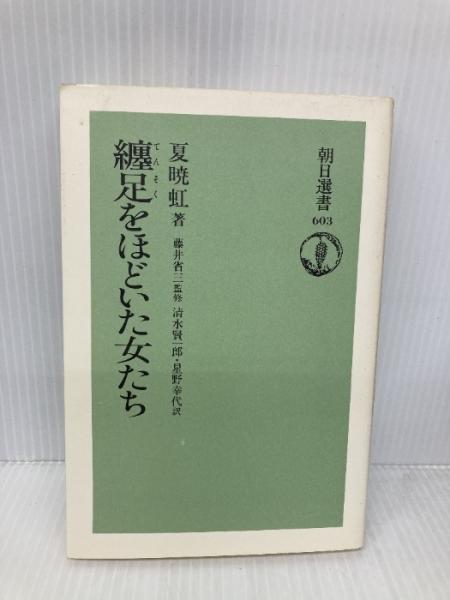 朝日選書
603
夏暁虹 著
藤井省三 監修 清水賢一郎・星野幸代 訳
てんそく
纏足をほどいた女たち